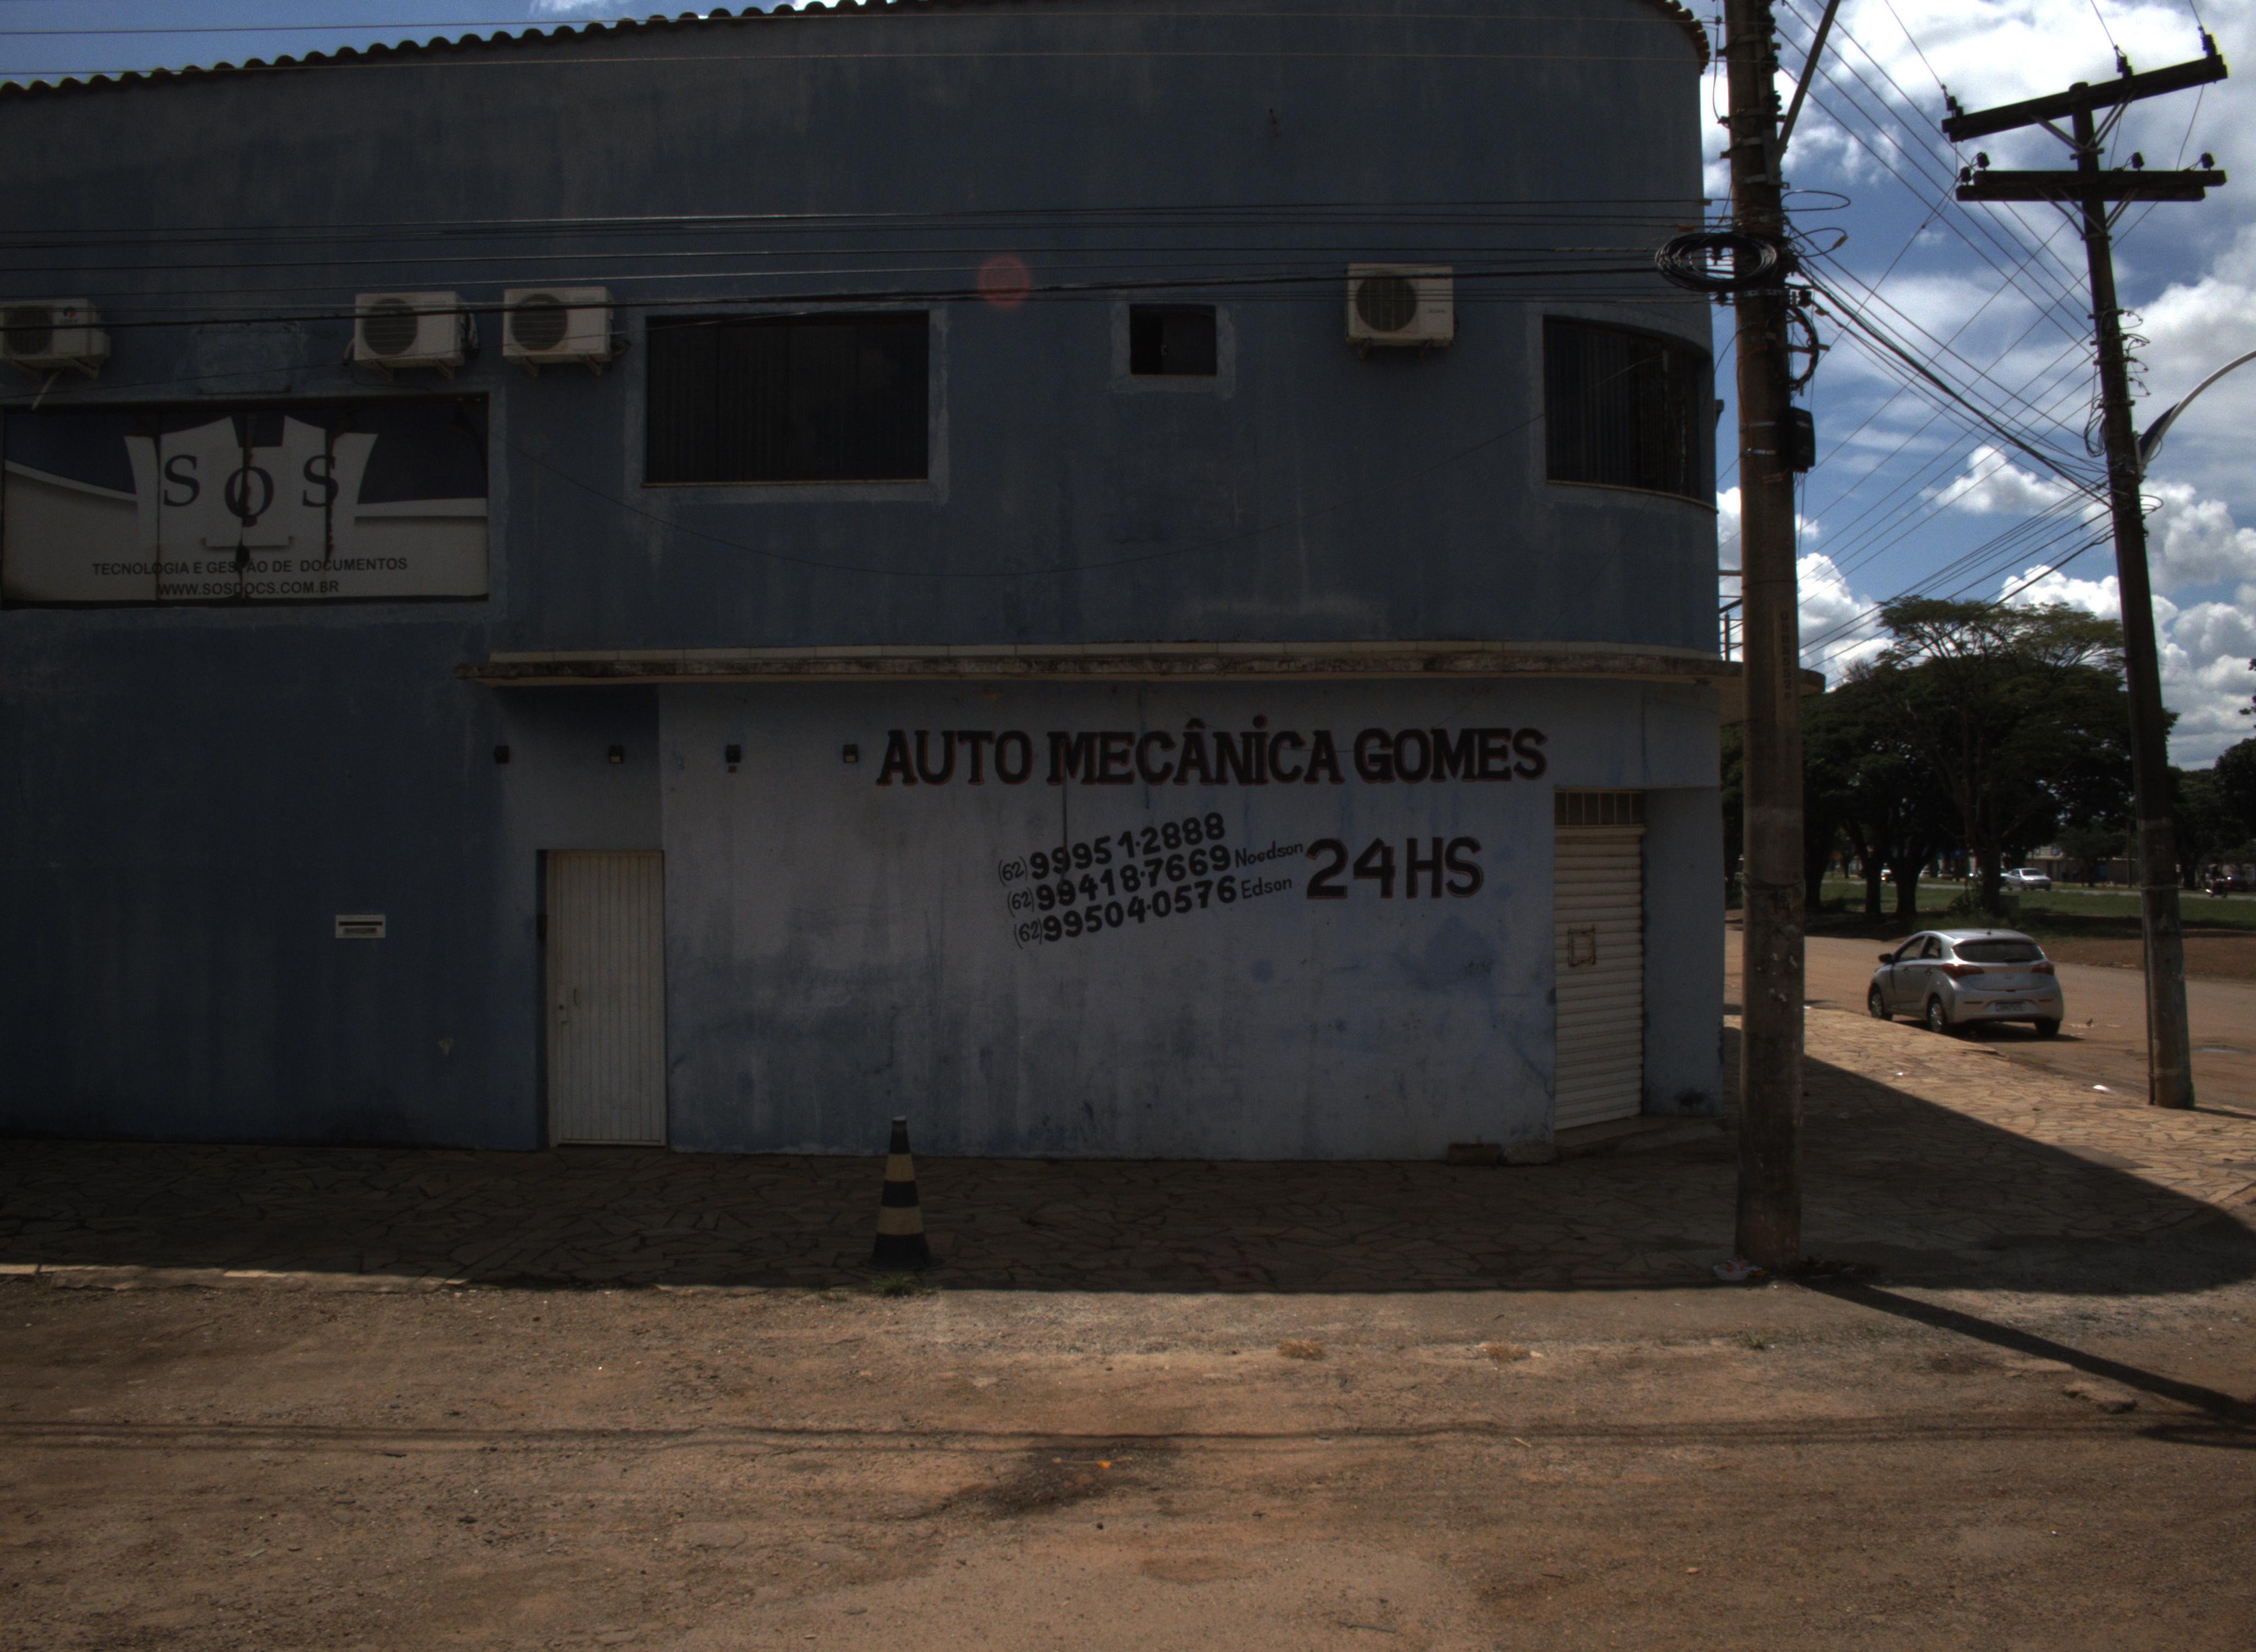 SOS
TECNOLOGIA E GESTÃO DE DOCUMENTOS
WWW.SOSDOCS.COM.BR
AUTO MECÂNiCA GOMES
(62) 99951-2888
(62) 99418-7669 Noedson
(62) 99504-0576 Edson
24HS